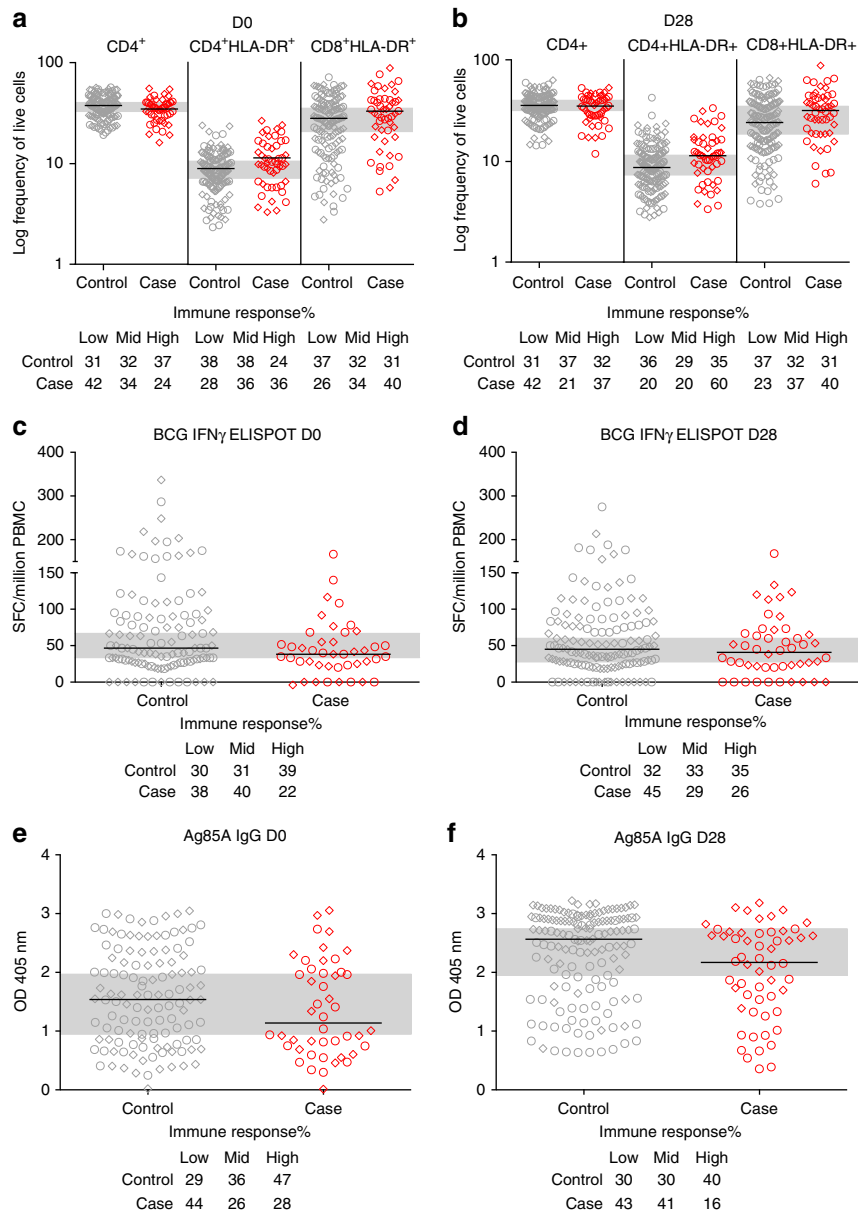 a
D0
CD4⁺ CD4⁺HLA-DR⁺ CD8⁺HLA-DR⁺
Log frequency of live cells
100
10
1
Control Case Control Case Control Case
Immune response%
Low Mid High Low Mid High Low Mid High
Control 31 32 37 38 38 24 37 32 31
Case 42 34 24 28 36 36 26 34 40
b
D28
CD4+ CD4+HLA-DR+ CD8+HLA-DR+
Log frequency of live cells
100
10
1
Control Case Control Case Control Case
Immune response%
Low Mid High Low Mid High Low Mid High
Control 31 37 32 36 29 35 37 32 31
Case 42 21 37 20 20 60 23 37 40
c
BCG IFNγ ELISPOT D0
SFC/million PBMC
400
300
200
150
100
50
0
Control Case
Immune response%
Low Mid High
Control 30 31 39
Case 38 40 22
d
BCG IFNγ ELISPOT D28
SFC/million PBMC
400
300
200
150
100
50
0
Control Case
Immune response%
Low Mid High
Control 32 33 35
Case 45 29 26
e
Ag85A IgG D0
OD 405 nm
4
3
2
1
0
Control Case
Immune response%
Low Mid High
Control 29 36 47
Case 44 26 28
f
Ag85A IgG D28
OD 405 nm
4
3
2
1
0
Control Case
Immune response%
Low Mid High
Control 30 30 40
Case 43 41 16